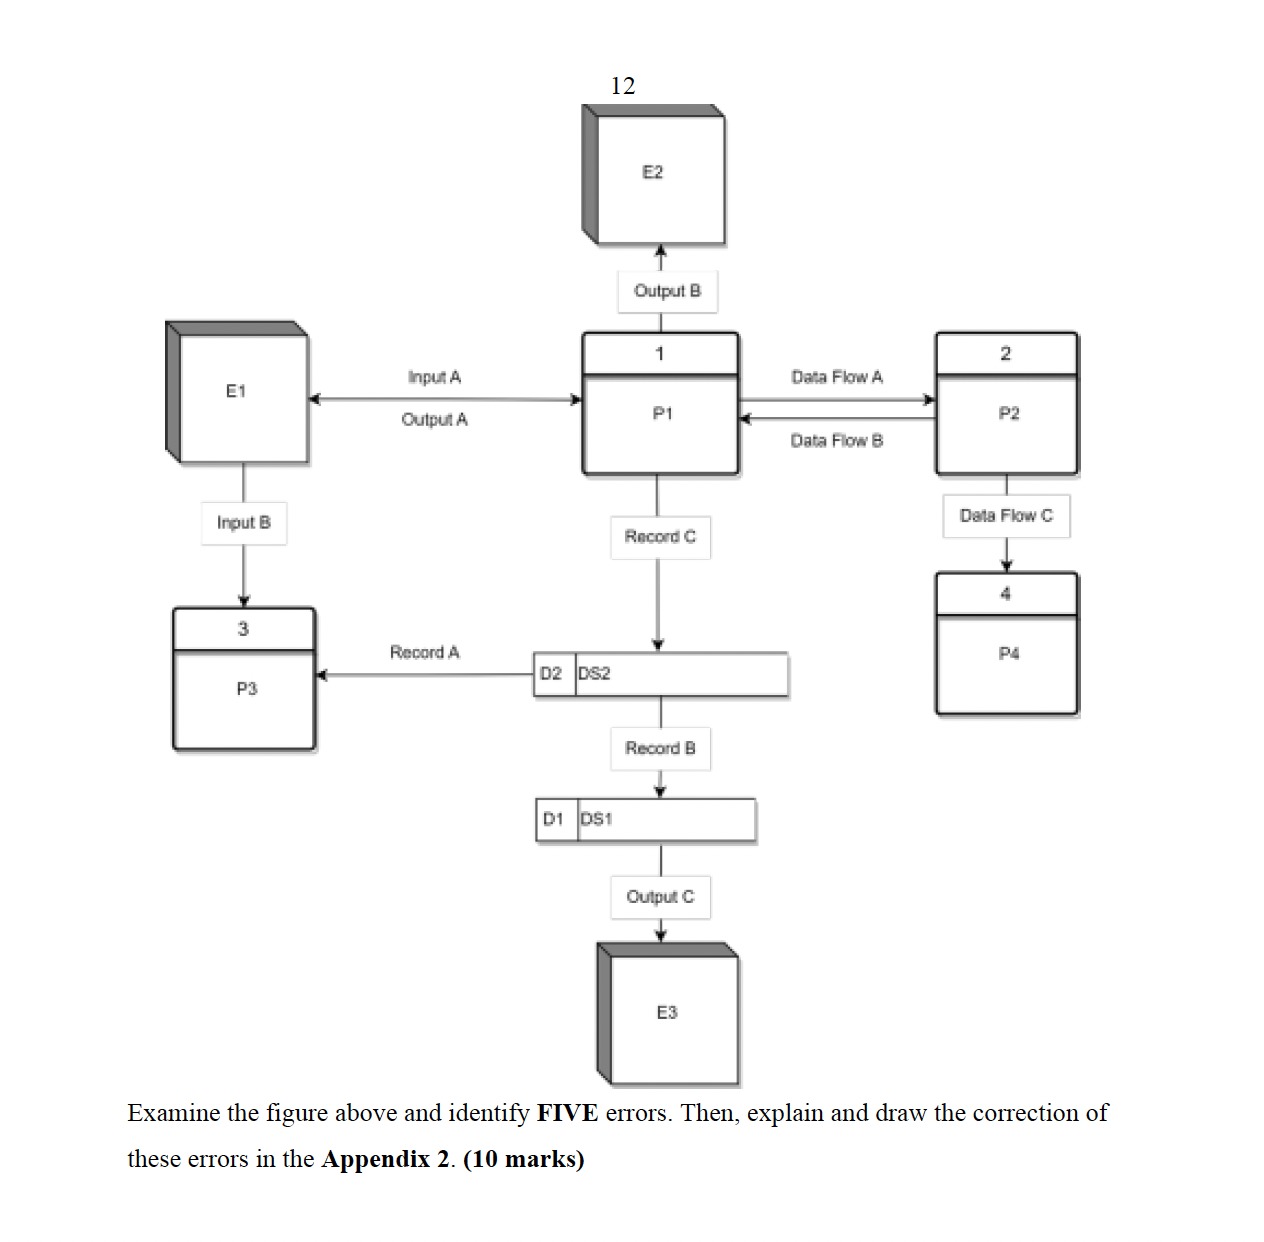 12
E2
Output B
E1
Input A
Output A
1
P1
Data Flow A
Data Flow B
2
P2
Input B
Record C
Data Flow C
3
P3
Record A
D2 DS2
4
P4
Record B
D1 DS1
Output C
E3
Examine the figure above and identify FIVE errors. Then, explain and draw the correction of
these errors in the Appendix 2. (10 marks)